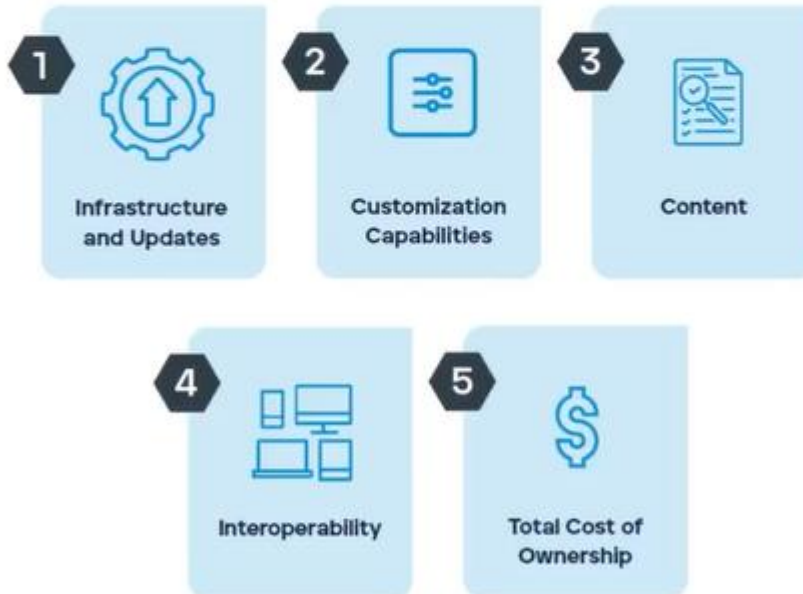 1
Infrastructure
and Updates
2
Customization
Capabilities
3
Content
4
Interoperability
5
Total Cost of
Ownership